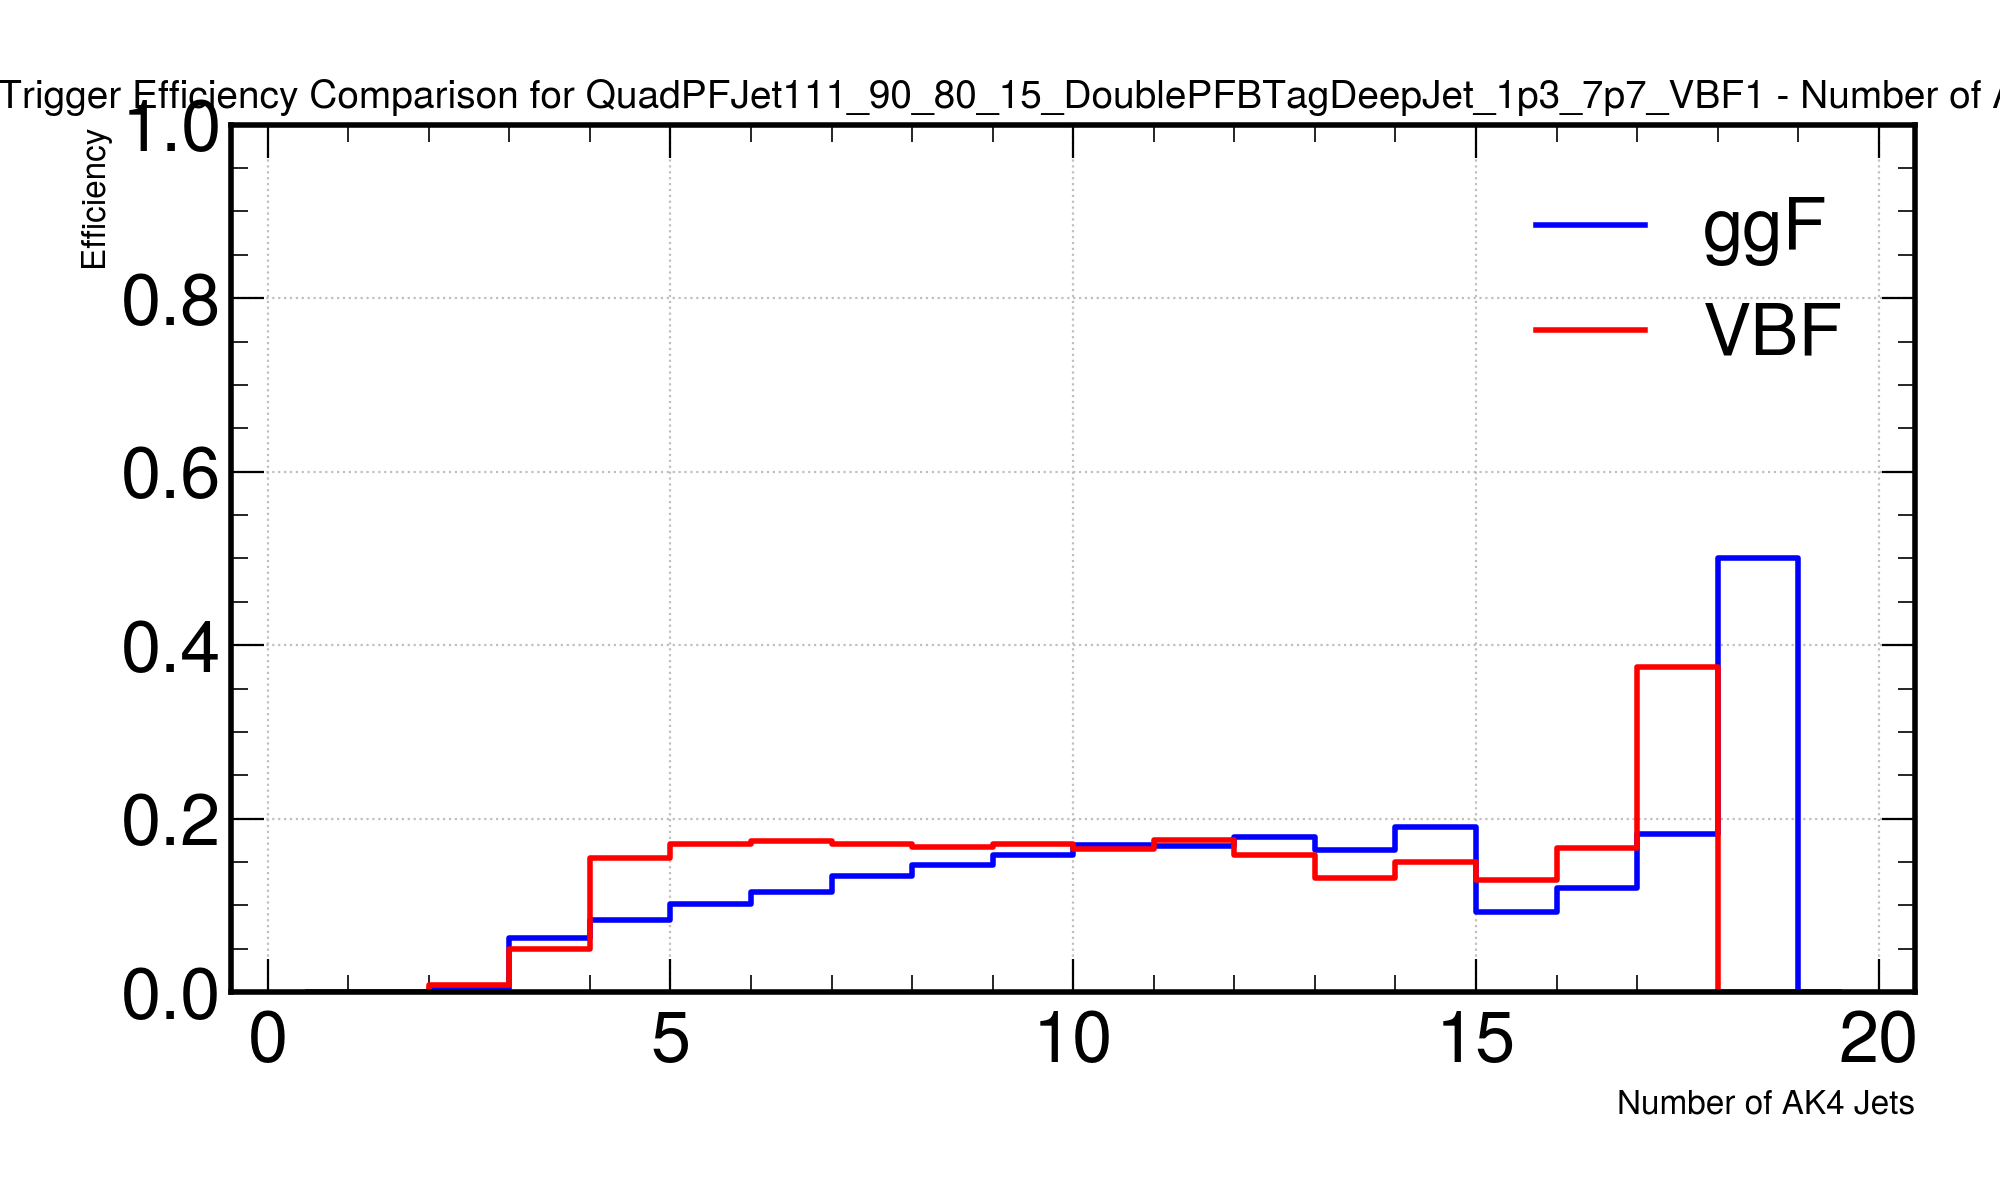 Trigger Efficiency Comparison for QuadPFJet111_90_80_15_DoublePFBTagDeepJet_1p3_7p7_VBF1 - Number of
Efficiency
1.0
0.8
0.6
0.4
0.2
0.0
ggF
VBF
0 5 10 15 20
Number of AK4 Jets